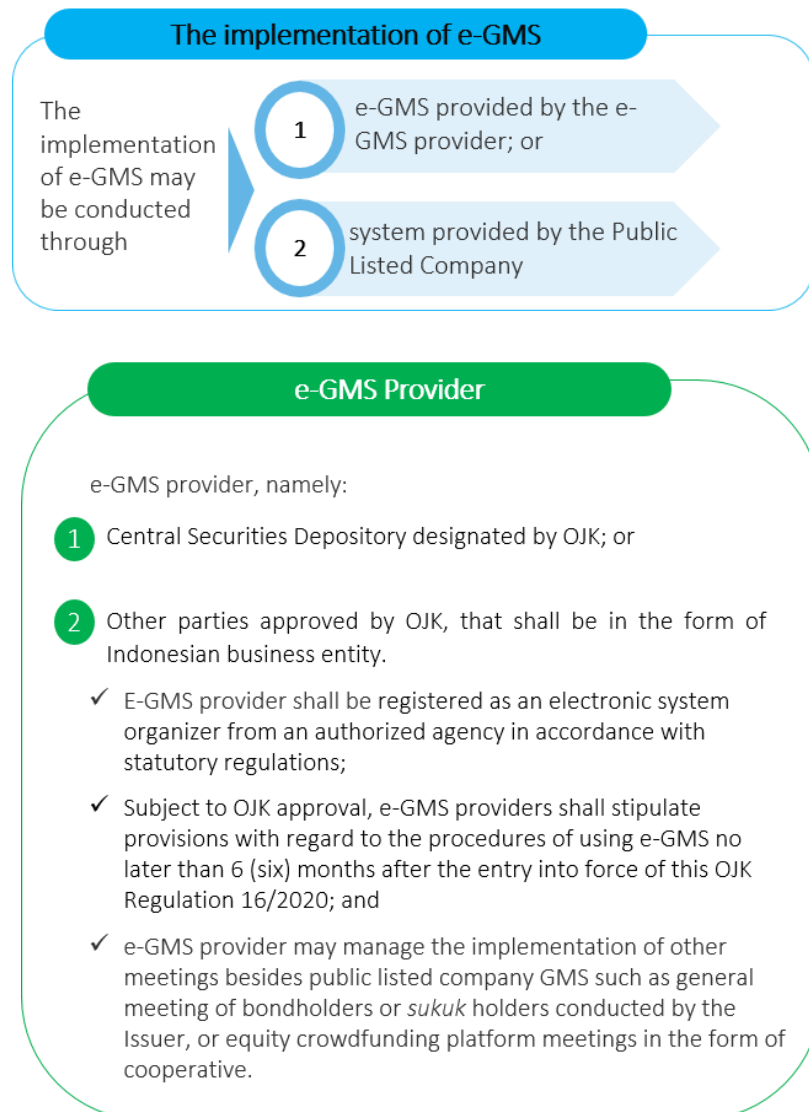 The implementation of e-GMS
The
implementation
of e-GMS may
be conducted
through
1
e-GMS provided by the e-
GMS provider; or
2
system provided by the Public
Listed Company
e-GMS Provider
e-GMS provider, namely:
1 Central Securities Depository designated by OJK; or
2 Other parties approved by OJK, that shall be in the form of
Indonesian business entity.
✓ E-GMS provider shall be registered as an electronic system
organizer from an authorized agency in accordance with
statutory regulations;
✓ Subject to OJK approval, e-GMS providers shall stipulate
provisions with regard to the procedures of using e-GMS no
later than 6 (six) months after the entry into force of this OJK
Regulation 16/2020; and
✓ e-GMS provider may manage the implementation of other
meetings besides public listed company GMS such as general
meeting of bondholders or sukuk holders conducted by the
Issuer, or equity crowdfunding platform meetings in the form of
cooperative.